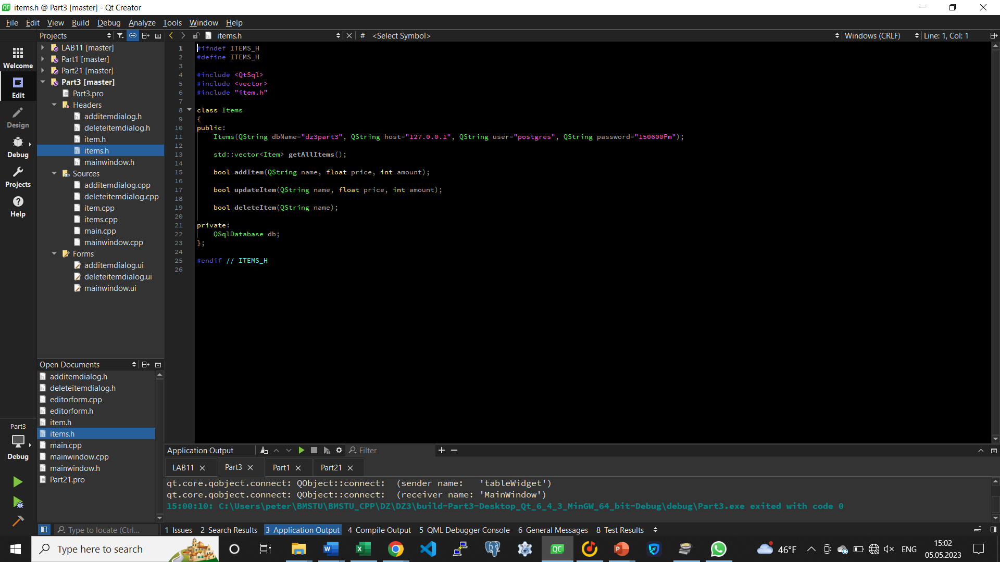 items.h @ Part3 [master] - Qt Creator
File Edit View Build Debug Analyze Tools Window Help
Projects
items.h
# <Select Symbol>
Windows (CRLF)
Line: 1, Col: 1
Welcome
Edit
Design
Debug
Projects
Help
LAB11 [master]
Part1 [master]
Part21 [master]
Part3 [master]
Part3.pro
Headers
additemdialog.h
deleteitemdialog.h
item.h
items.h
mainwindow.h
Sources
additemdialog.cpp
deleteitemdialog.cpp
item.cpp
items.cpp
main.cpp
mainwindow.cpp
Forms
additemdialog.ui
deleteitemdialog.ui
mainwindow.ui
1 #ifndef ITEMS_H
2 #define ITEMS_H
3
4 #include <QtSql>
5 #include <vector>
6 #include "item.h"
7
8 class Items
9 {
10 public:
11 Items(QString dbName="dz3part3", QString host="127.0.0.1", QString user="postgres", QString password="150600Pm");
12
13 std::vector<Item> getAllItems();
14
15 bool addItem(QString name, float price, int amount);
16
17 bool updateItem(QString name, float price, int amount);
18
19 bool deleteItem(QString name);
20
21 private:
22 QSqlDatabase db;
23 };
24
25 #endif // ITEMS_H
26
Open Documents
additemdialog.h
deleteitemdialog.h
editorform.cpp
editorform.h
item.h
items.h
main.cpp
mainwindow.cpp
mainwindow.h
Part21.pro
Part3
Debug
Application Output
Filter
LAB11
Part3
Part1
Part21
qt.core.qobject.connect: QObject::connect: (sender name: 'tableWidget')
qt.core.qobject.connect: QObject::connect: (receiver name: 'MainWindow')
15:00:10: C:\Users\peter\BMSTU\BMSTU_CPP\DZ\DZ3\build-Part3-Desktop_Qt_6_4_3_MinGW_64_bit-Debug\debug\Part3.exe exited with code 0
Type to locate (Ctrl...
1 Issues 2 Search Results 3 Application Output 4 Compile Output 5 QML Debugger Console 6 General Messages 8 Test Results
Type here to search
46°F
ENG
15:02
05.05.2023